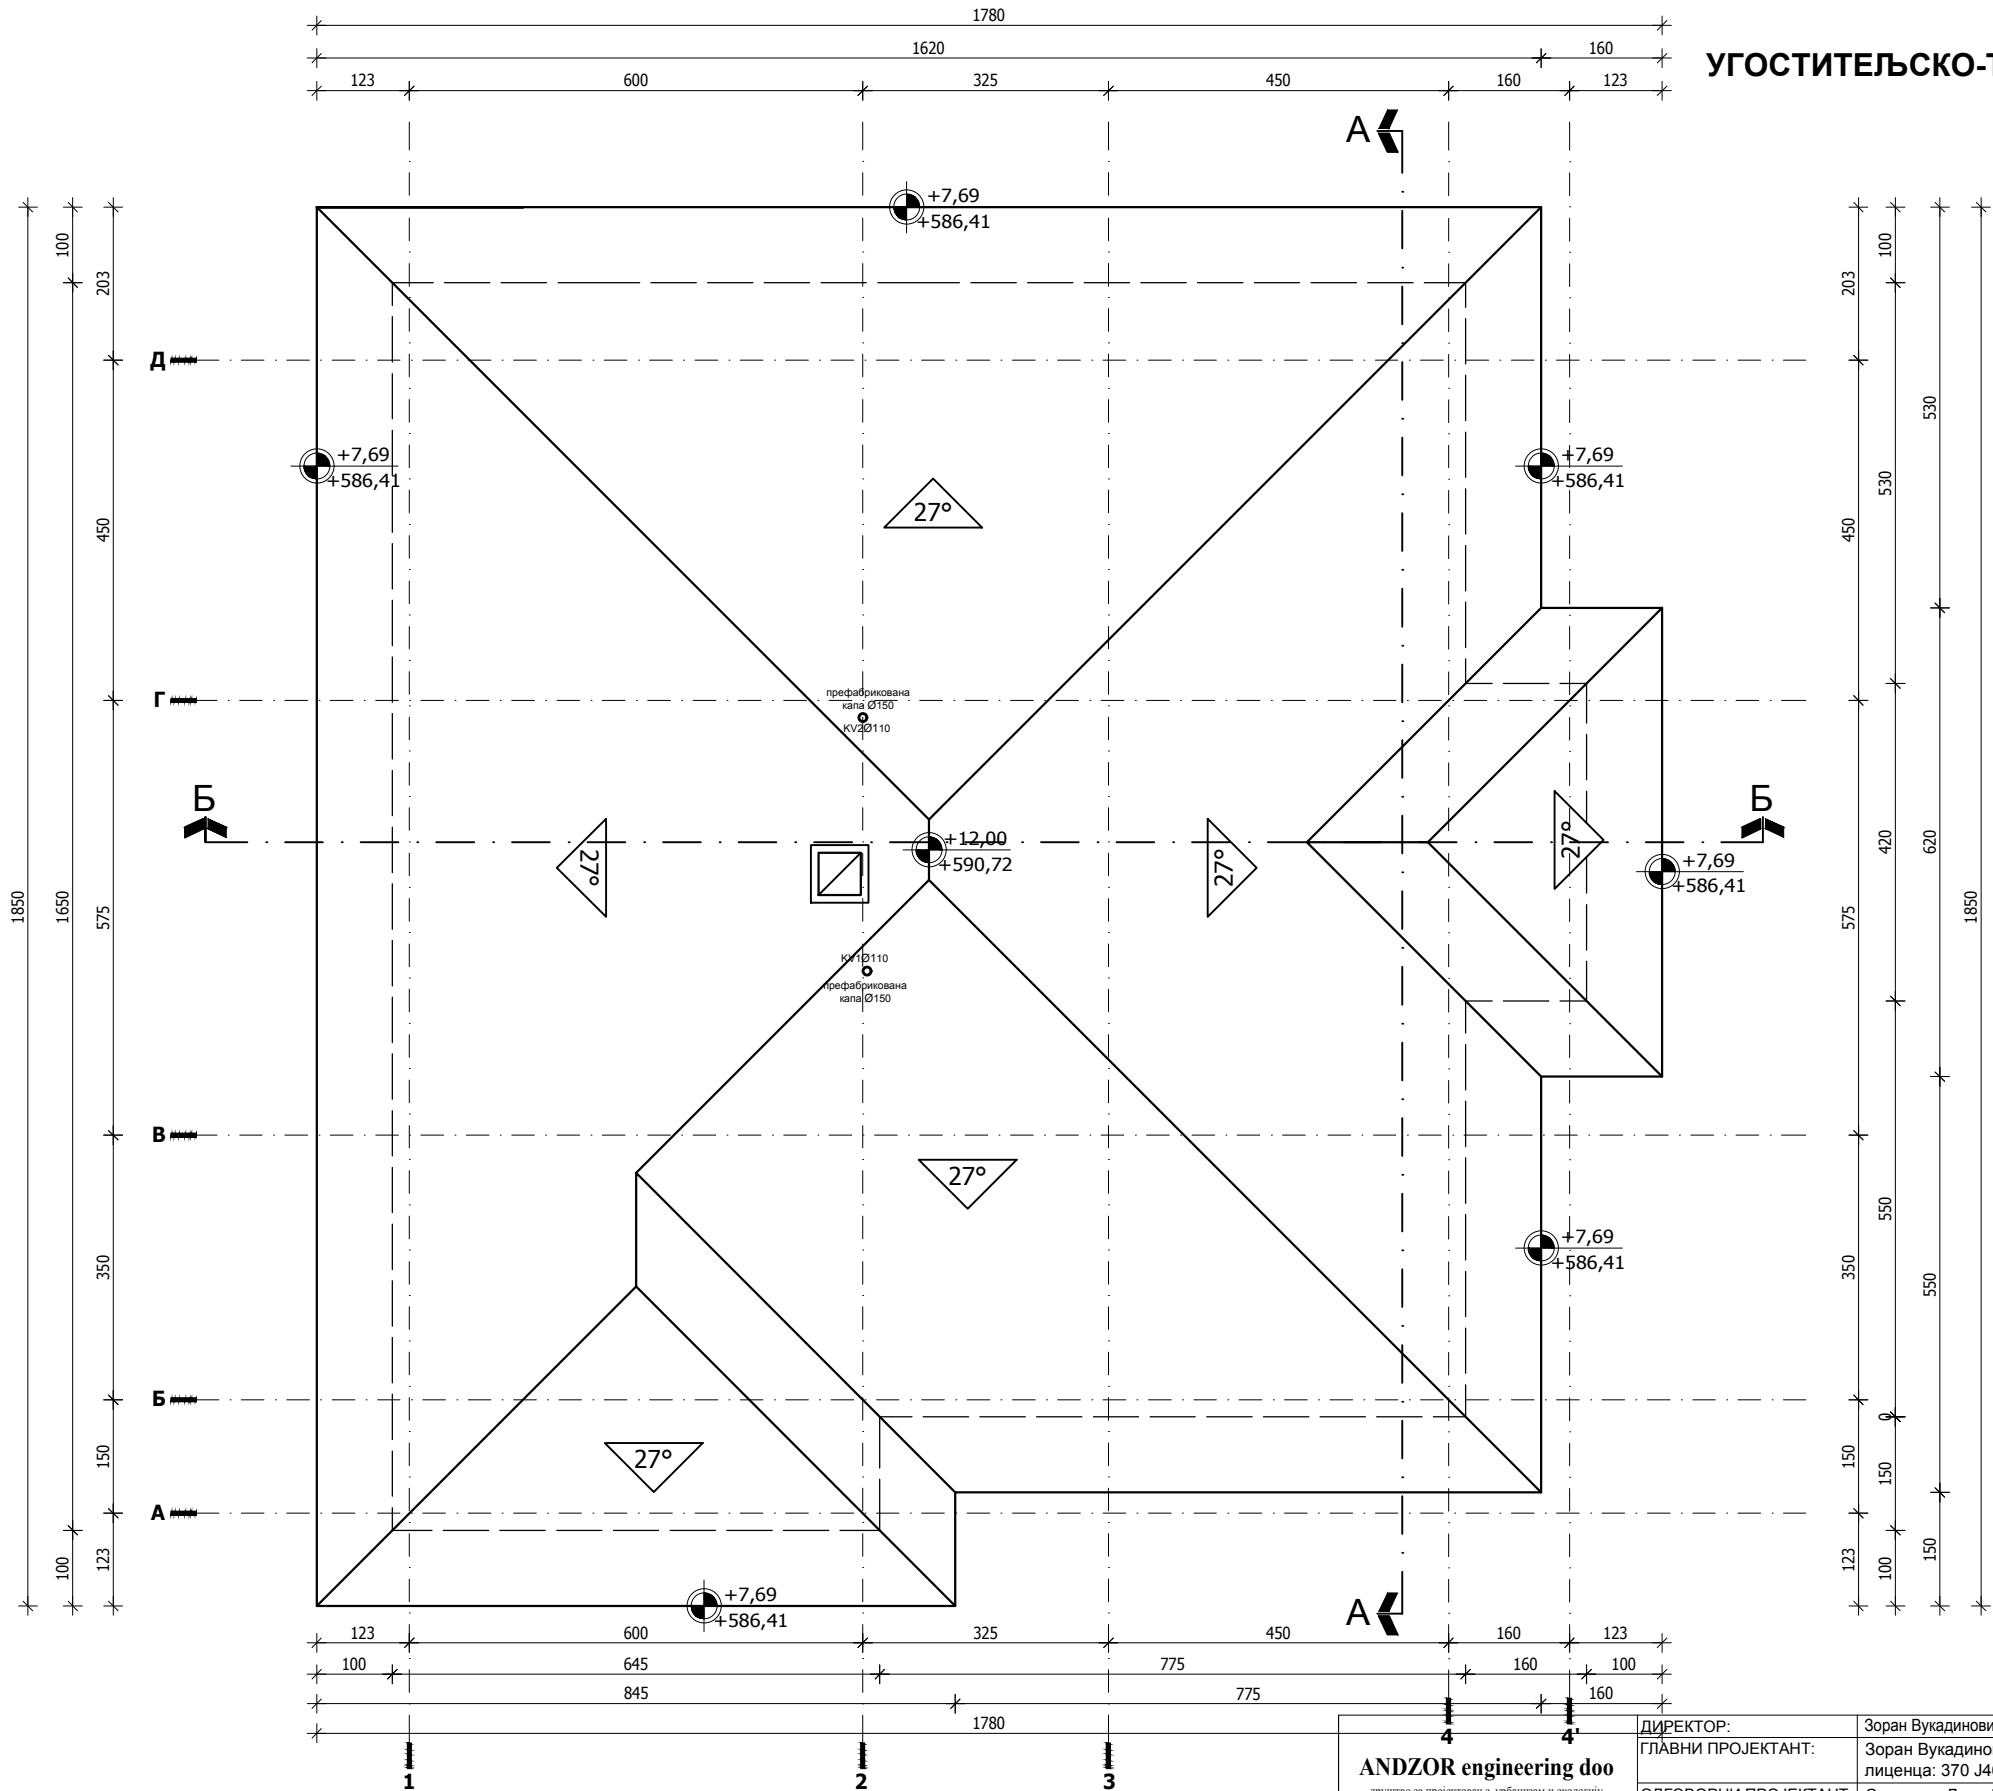 1780
1620 160
123 600 325 450 160 123
УГОСТИТЕЉСКО-Т
А
+7,69
+586,41
100
203
100
203
Д
530
+7,69
+586,41
+7,69
+586,41
27°
450
450
530
Г
префабрикована
капа Ø150
KV2Ø110
Б
Б
+12,00
+590,72
27°
27°
27°
+7,69
+586,41
420
620
1850
1650
575
575
1850
KV1Ø110
префабрикована
капа Ø150
В
27°
550
+7,69
+586,41
350
350
550
Б
0
27°
150
150
150
А
100
123
123
100
150
+7,69
+586,41
А
123 600 325 450 160 123
100 645 775 160 100
845 775 160
1780
1 2 3 4 4'
ДИРЕКТОР:
ГЛАВНИ ПРОЈЕКТАНТ:
ANDZOR engineering doo
лиценца: 370